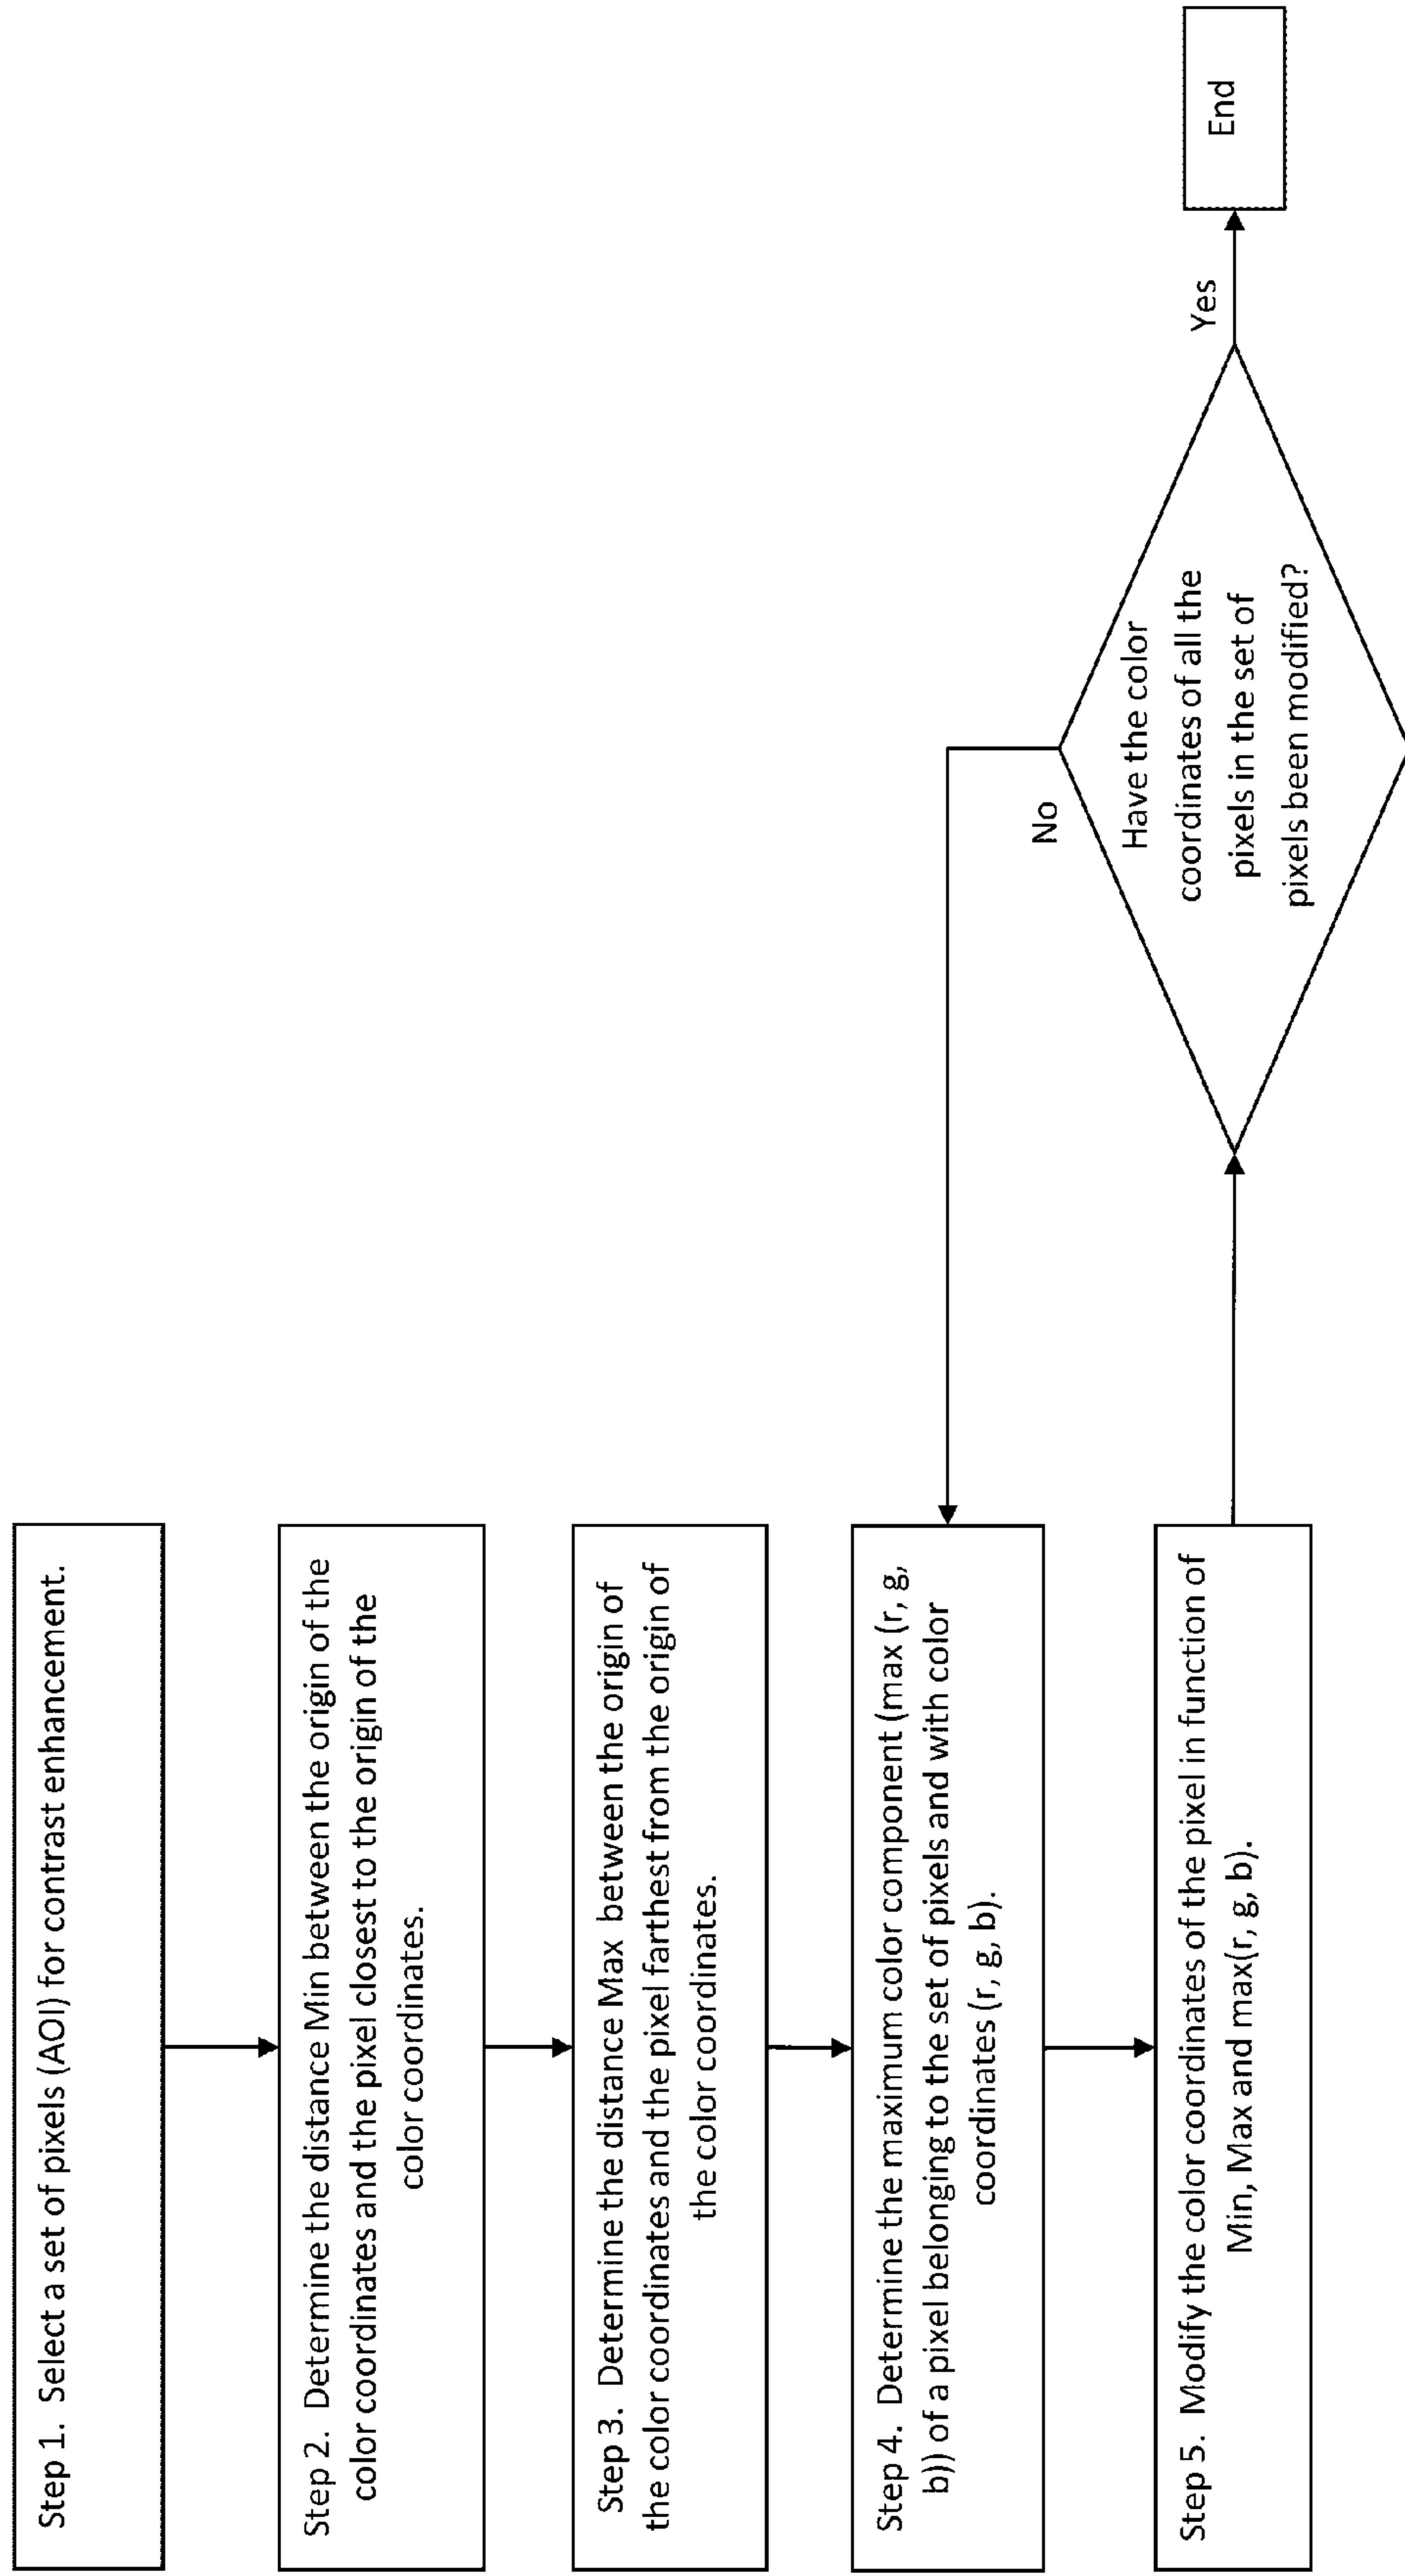 Step 1. Select a set of pixels (AOI) for contrast enhancement.
Step 2. Determine the distance Min between the origin of the
color coordinates and the pixel closest to the origin of the
color coordinates.
Step 3. Determine the distance Max between the origin of
the color coordinates and the pixel farthest from the origin of
the color coordinates.
Step 4. Determine the maximum color component (max (r, g,
b)) of a pixel belonging to the set of pixels and with color
coordinates (r, g, b).
Step 5. Modify the color coordinates of the pixel in function of
Min, Max and max(r, g, b).
No
Have the color
coordinates of all the
pixels in the set of
pixels been modified?
Yes
End